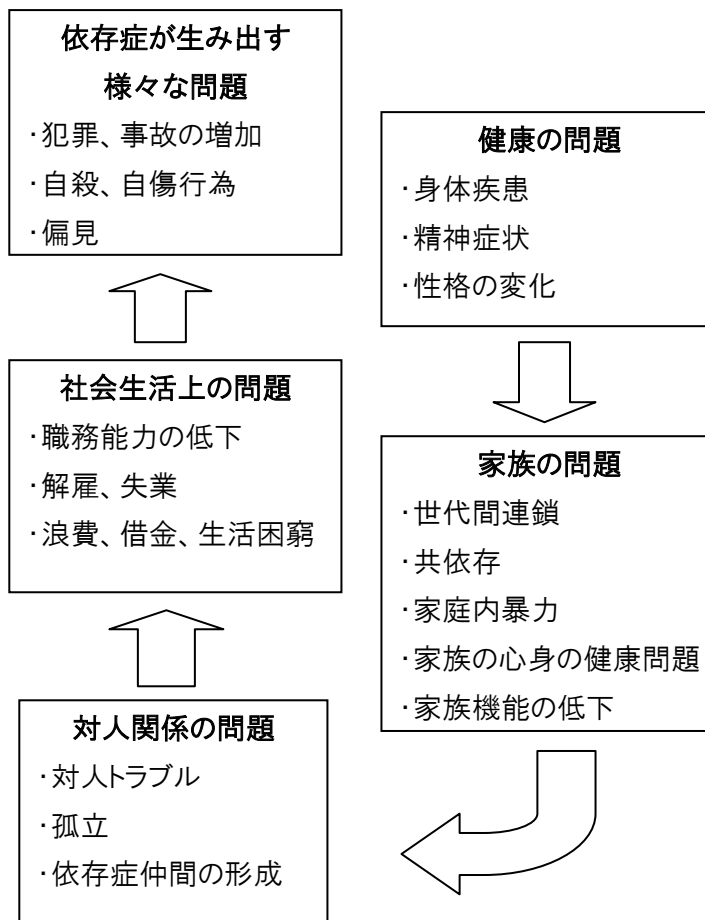 依存症が生み出す
様々な問題
・犯罪、事故の増加
・自殺、自傷行為
・偏見
健康の問題
・身体疾患
・精神症状
・性格の変化
社会生活上の問題
・職務能力の低下
・解雇、失業
・浪費、借金、生活困窮
家族の問題
・世代間連鎖
・共依存
・家庭内暴力
・家族の心身の健康問題
・家族機能の低下
対人関係の問題
・対人トラブル
・孤立
・依存症仲間の形成